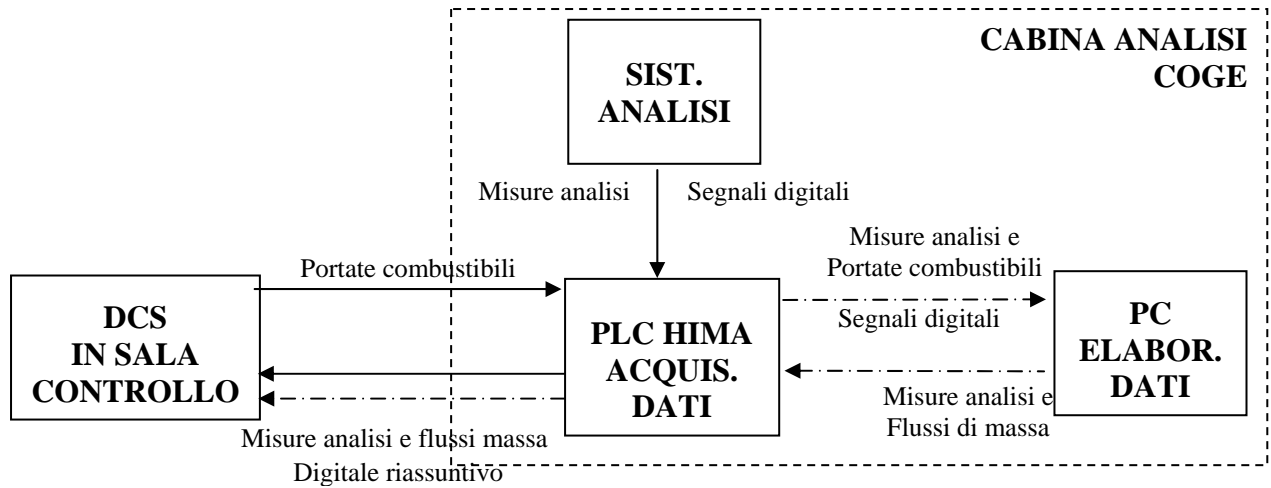 CABINA ANALISI
COGE
SIST.
ANALISI
Misure analisi
Segnali digitali
Misure analisi e
Portate combustibili
Segnali digitali
Portate combustibili
DCS
IN SALA
CONTROLLO
PLC HIMA
ACQUIS.
DATI
PC
ELABOR.
DATI
Misure analisi e
Flussi di massa
Misure analisi e flussi massa
Digitale riassuntivo